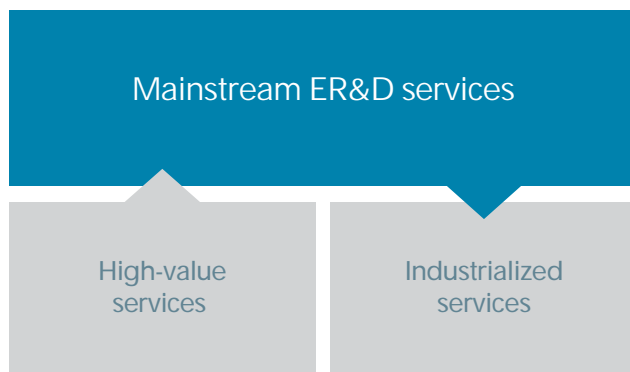 Mainstream ER&D services
High-value
services
Industrialized
services